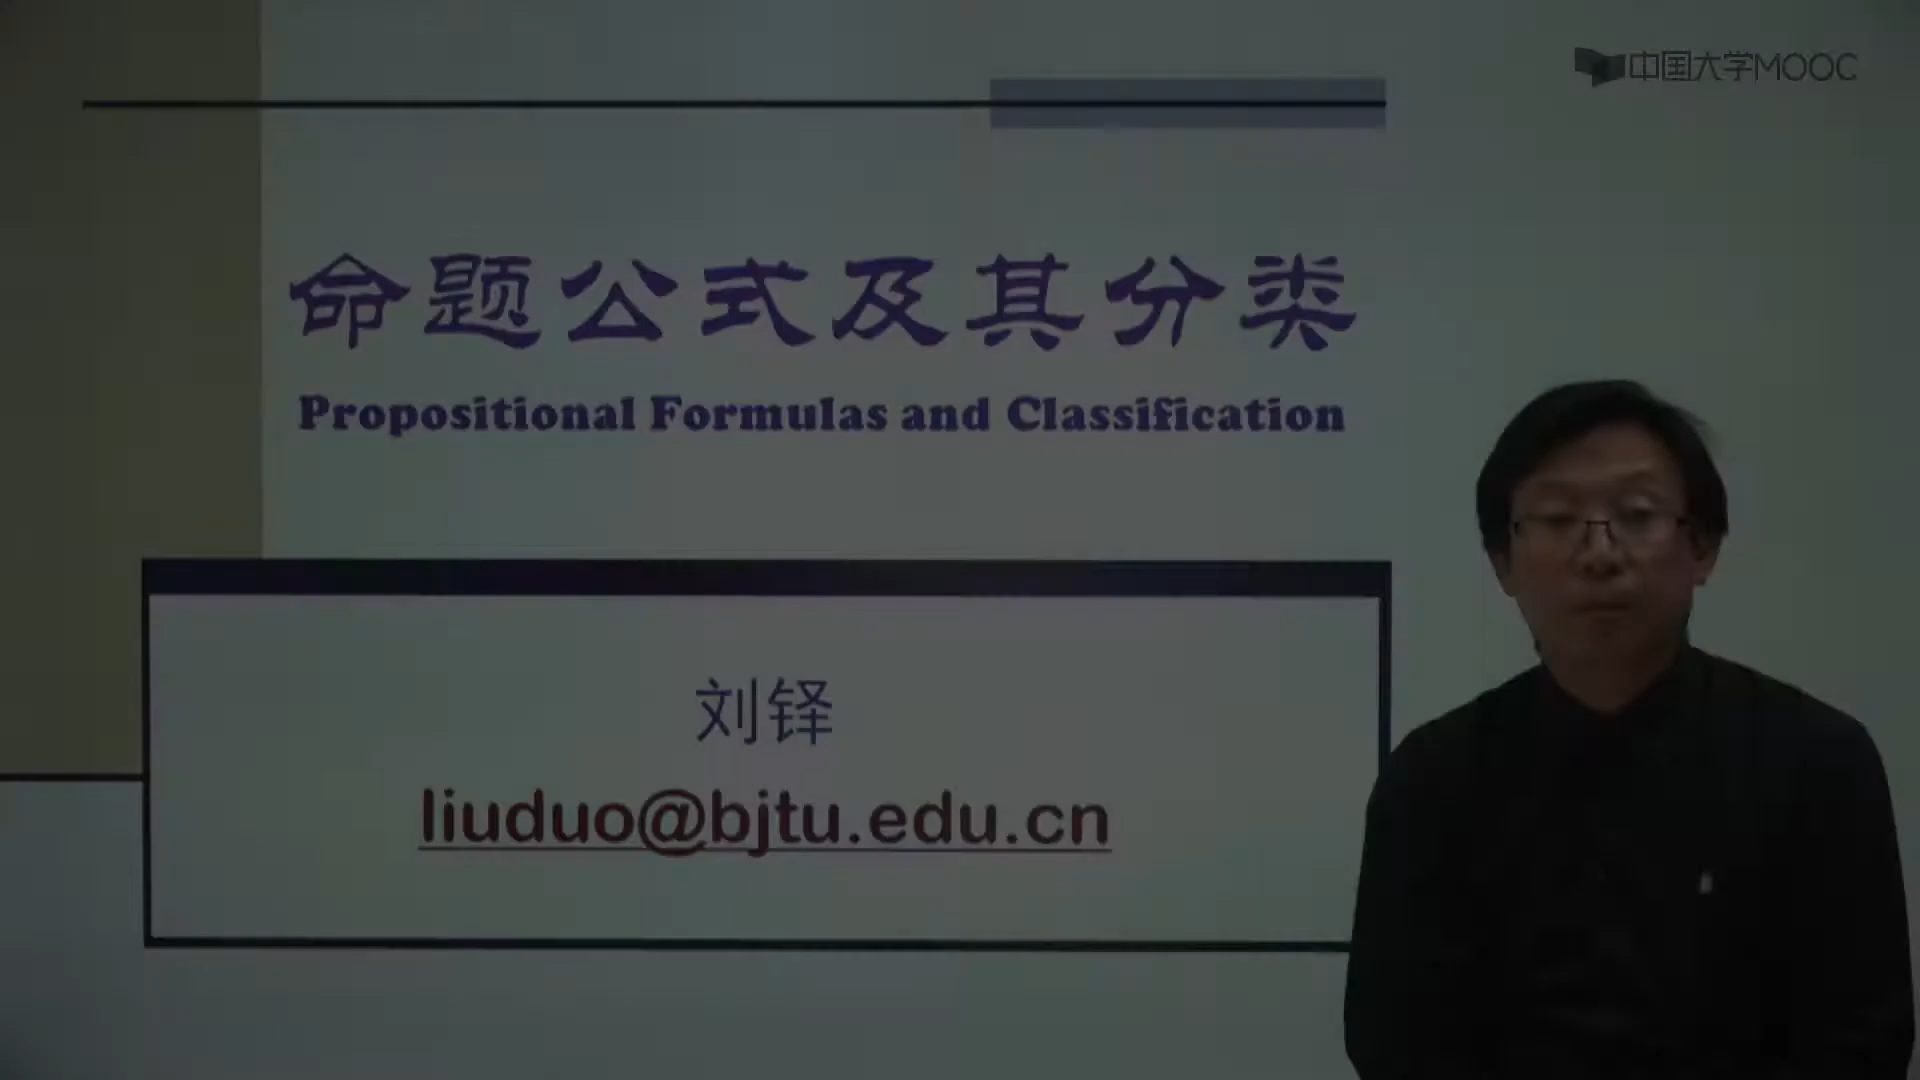 中国大学MOOC
命题公式及其分类
Propositional Formulas and Classification
刘铎
liuduo@bjtu.edu.cn